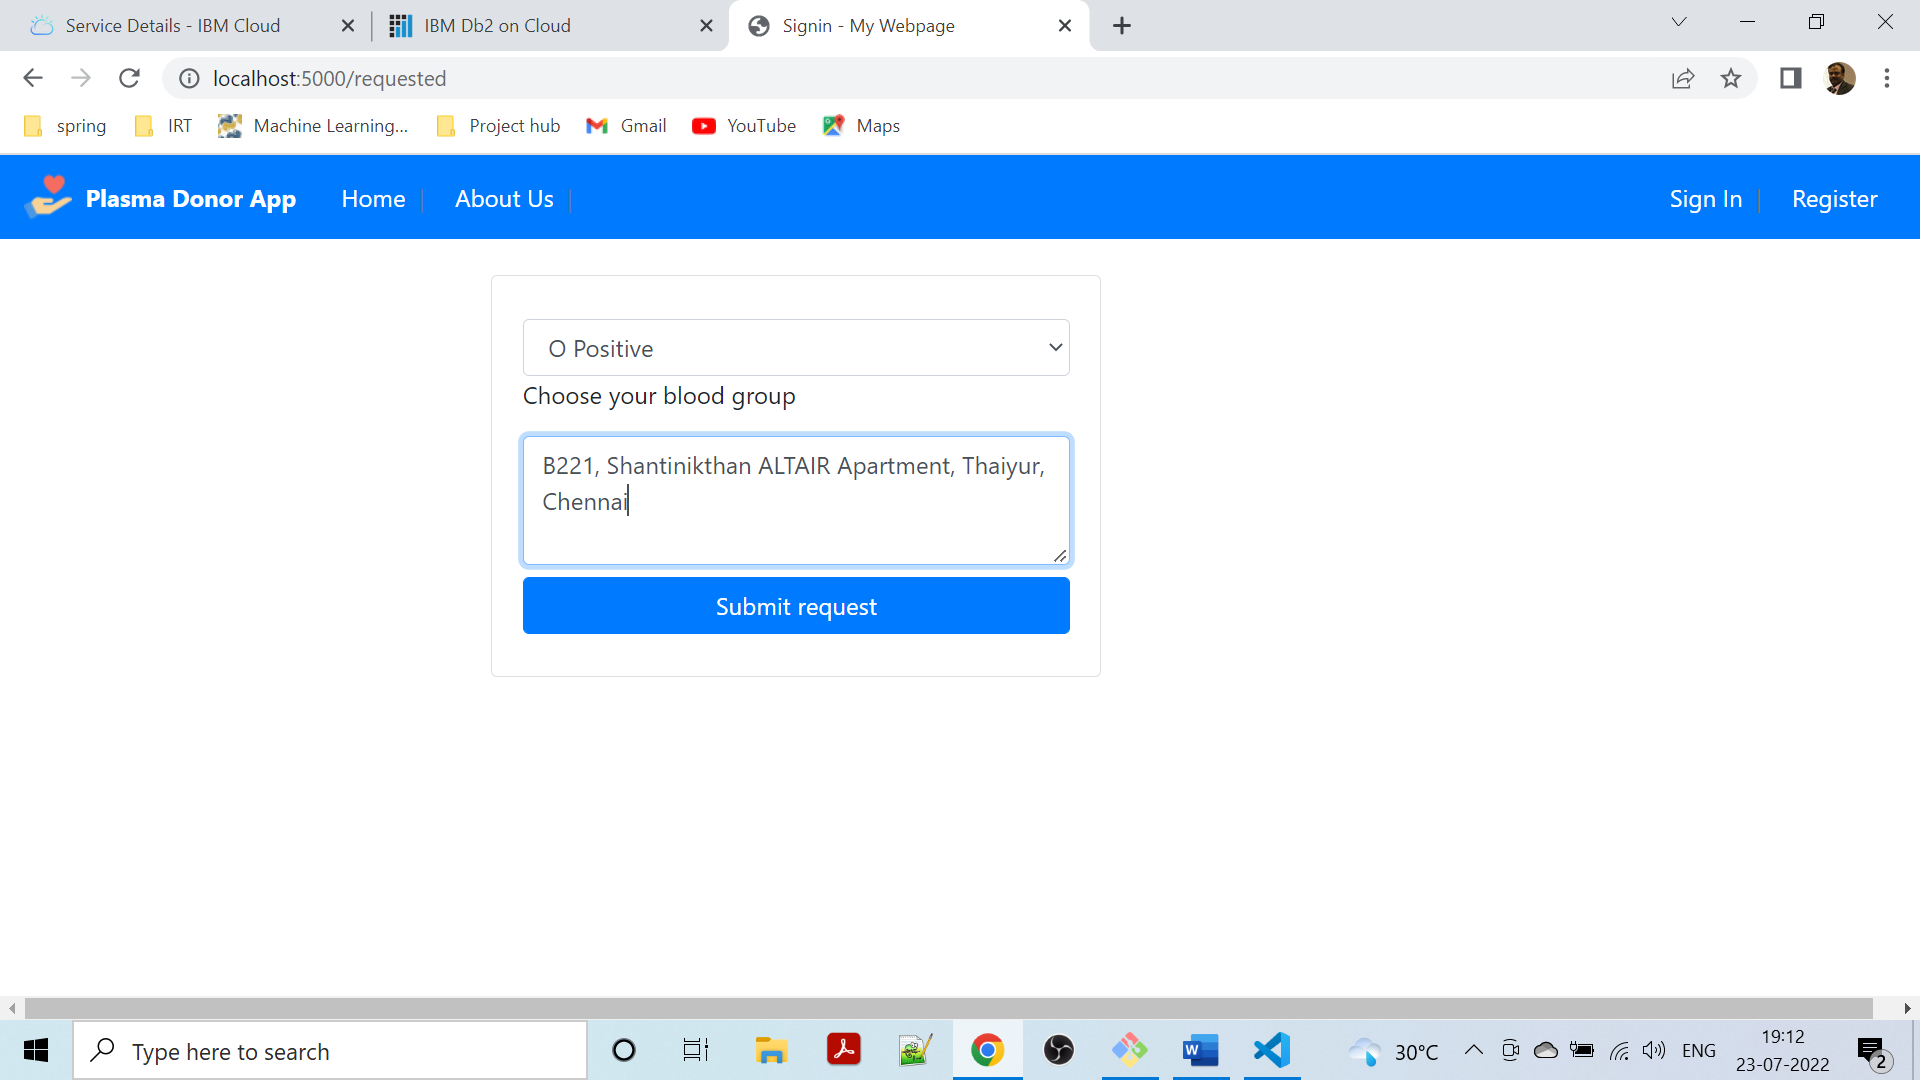 Service Details - IBM Cloud
IBM Db2 on Cloud
Signin - My Webpage
localhost:5000/requested
spring
IRT
Machine Learning...
Project hub
Gmail
YouTube
Maps
Plasma Donor App
Home
About Us
Sign In
Register
O Positive
Choose your blood group
B221, Shantinikthan ALTAIR Apartment, Thaiyur,
Chennai
Submit request
Type here to search
30°C
ENG
19:12
23-07-2022
2